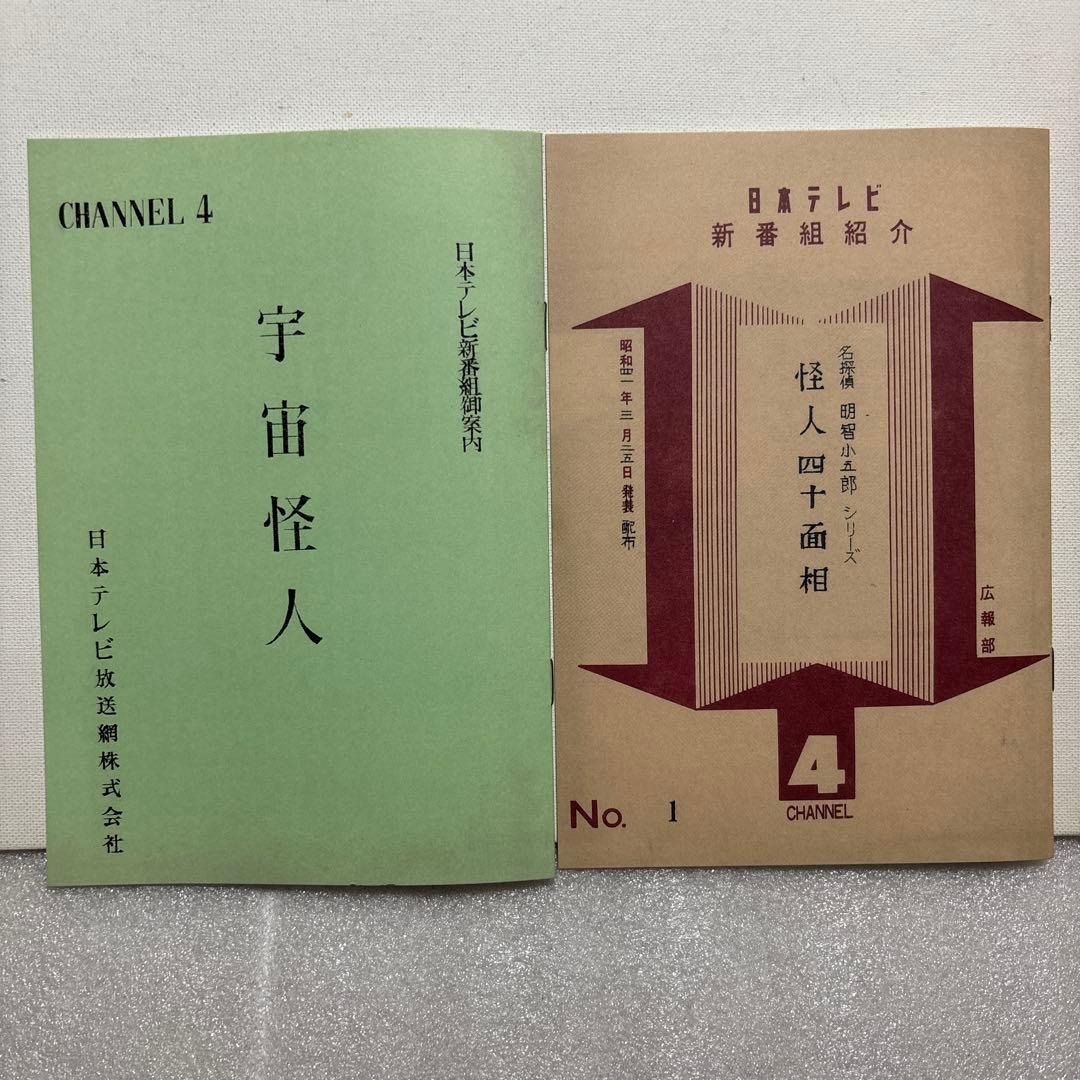 CHANNEL 4
日本テレビ新番組御案内
宇宙怪人
日本テレビ放送網株式会社
日本テレビ
新番組紹介
名探偵 明智小五郎 シリーズ
怪人四十面相
昭和四一年三月二五日発表 配布
広報部
4
CHANNEL
No. 1